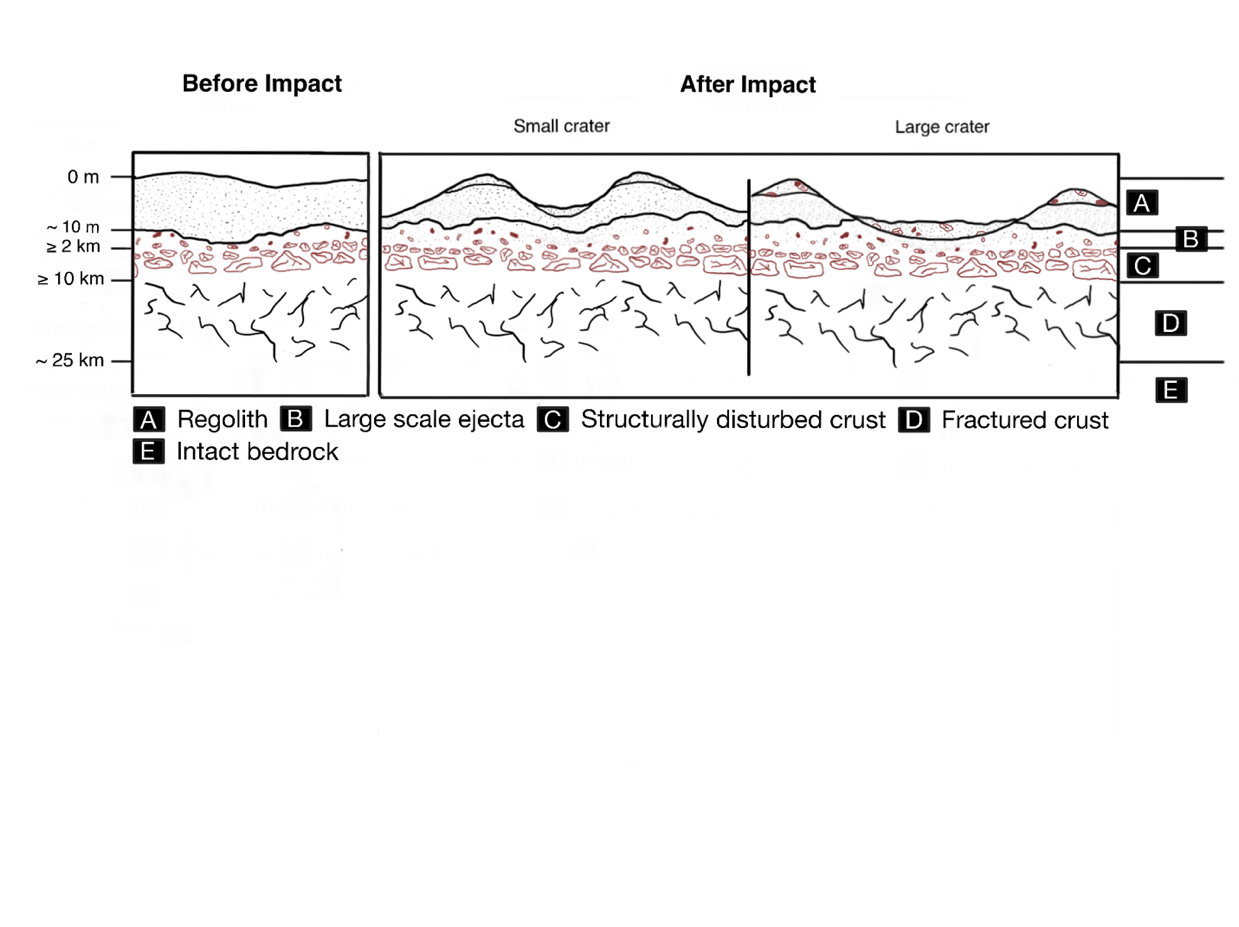 Before Impact
After Impact
Small crater
Large crater
0 m
~ 10 m
≥ 2 km
≥ 10 km
~ 25 km
A
B
C
D
E
A Regolith B Large scale ejecta C Structurally disturbed crust D Fractured crust
E Intact bedrock